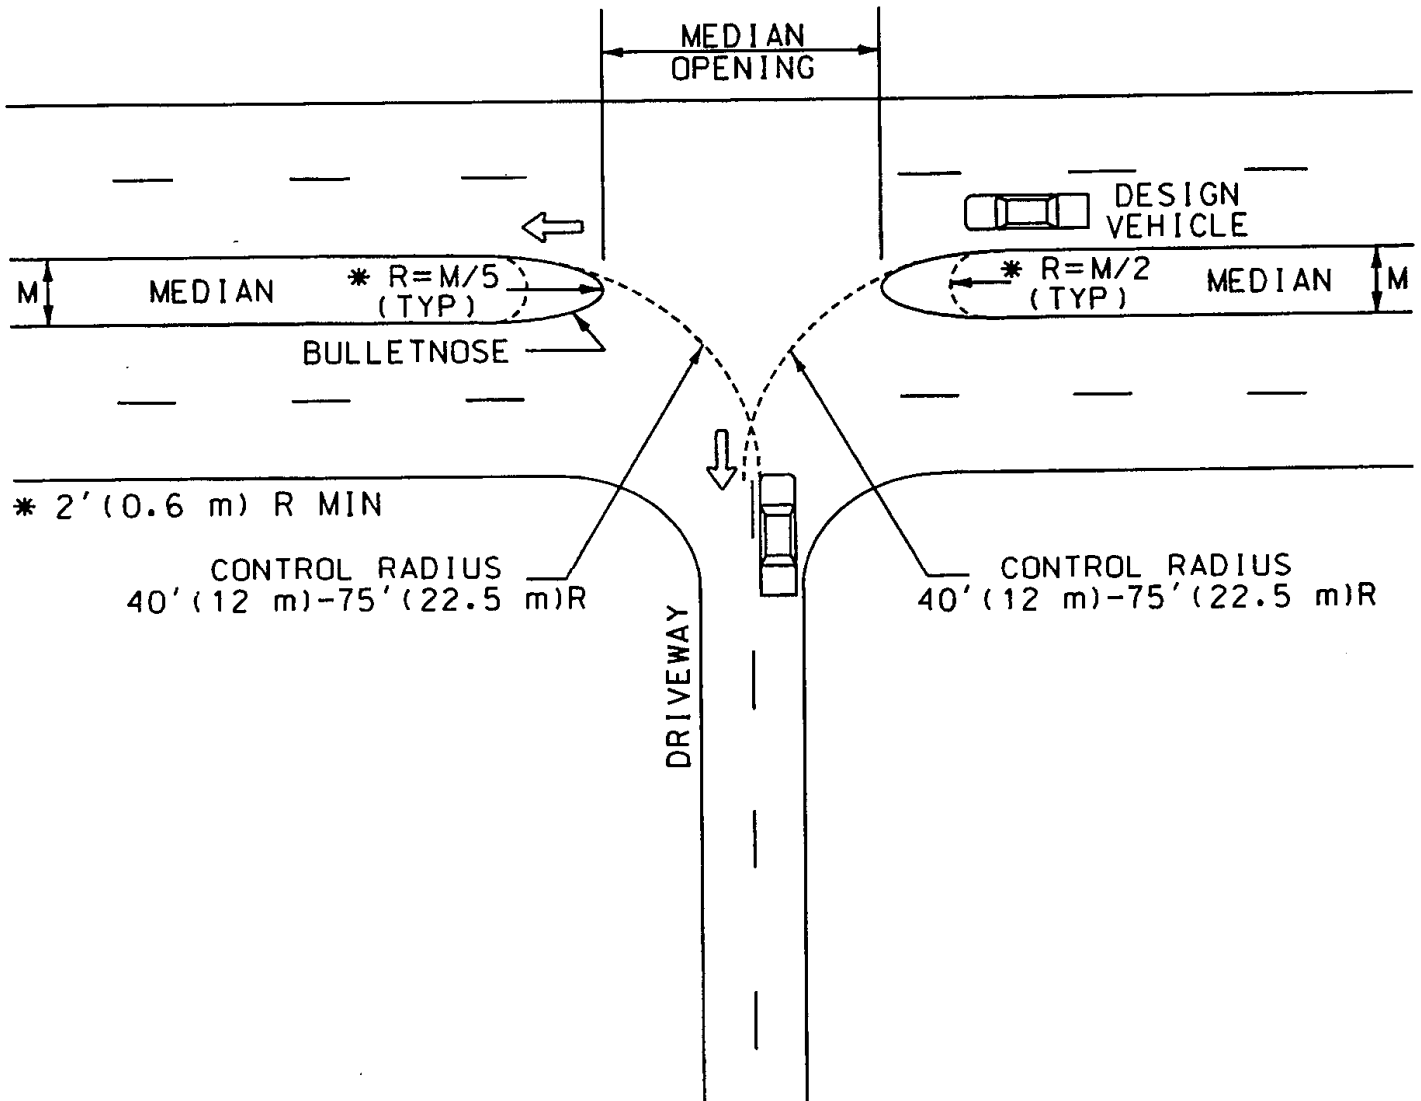 MEDIAN
OPENING
DESIGN
VEHICLE
M
MEDIAN
* R=M/5
(TYP)
* R=M/2
(TYP)
MEDIAN
M
BULLETNOSE
* 2'(0.6 m) R MIN
CONTROL RADIUS
40'(12 m)-75'(22.5 m)R
CONTROL RADIUS
40'(12 m)-75'(22.5 m)R
DRIVEWAY